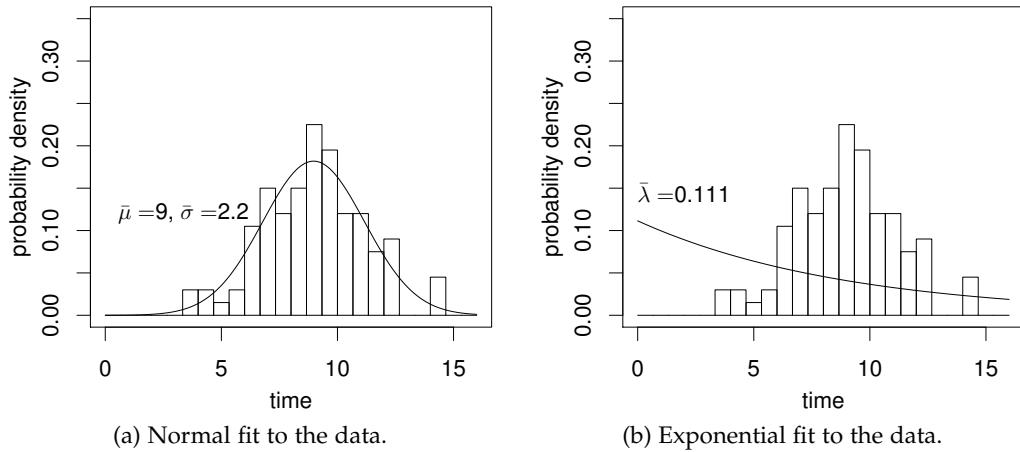 probability density
0.30
0.20
0.10
0.00
μ̄ =9, σ̄ =2.2
0 5 10 15
time
(a) Normal fit to the data.
probability density
0.30
0.20
0.10
0.00
λ̄ =0.111
0 5 10 15
time
(b) Exponential fit to the data.